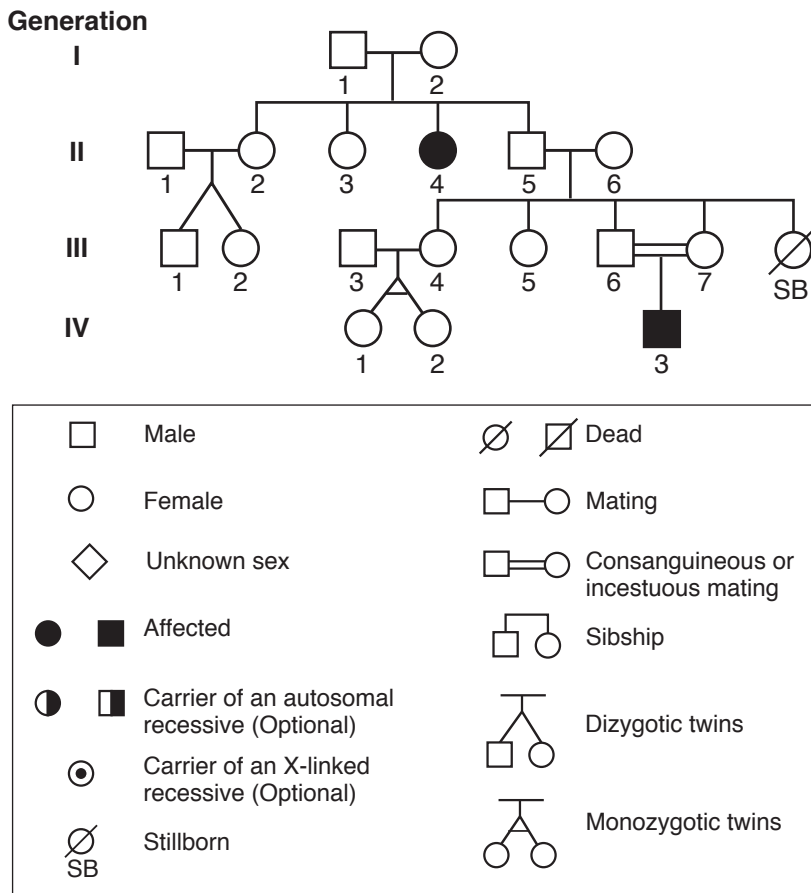 Generation
I
1 2
II
1 2 3 4 5 6
III
1 2 3 4 5 6 7 SB
IV
1 2 3
Male
Female
Unknown sex
Affected
Carrier of an autosomal
recessive (Optional)
Carrier of an X-linked
recessive (Optional)
SB
Stillborn
Dead
Mating
Consanguineous or
incestuous mating
Sibship
Dizygotic twins
Monozygotic twins